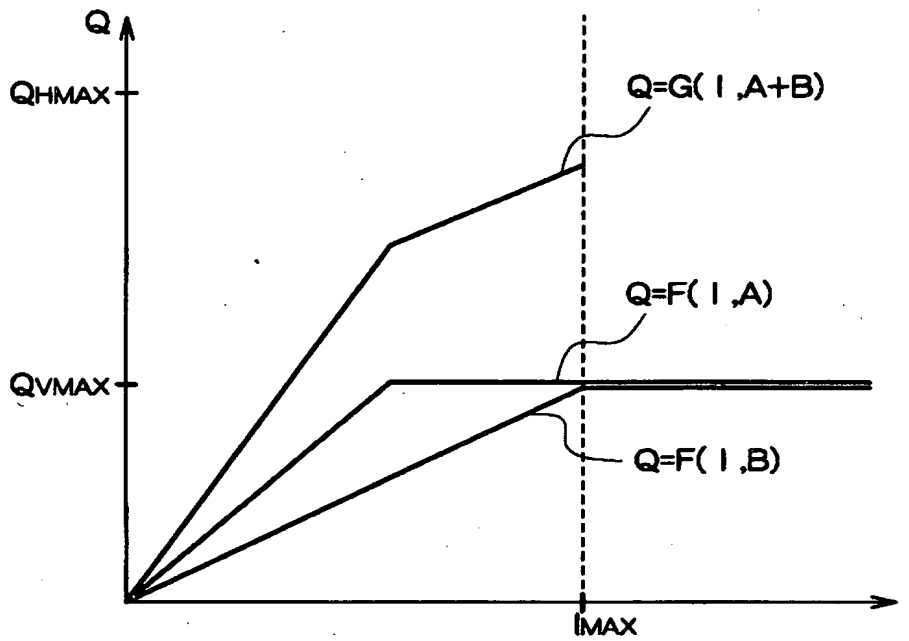 Q
QHMAX
Q=G( I ,A+B)
Q=F( I ,A)
QVMAX
Q=F( I ,B)
IMAX